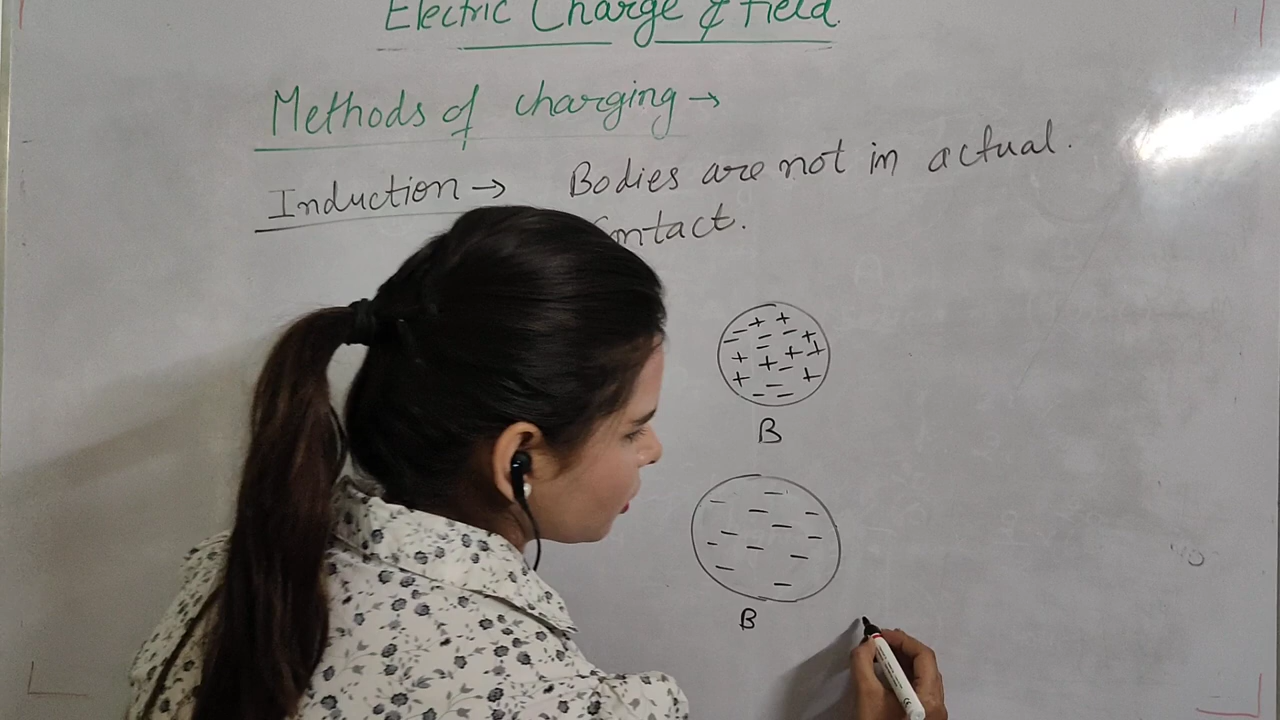 Electric Charge & Field.
Methods of charging →
Induction → Bodies are not in actual.
Contact.
B
B